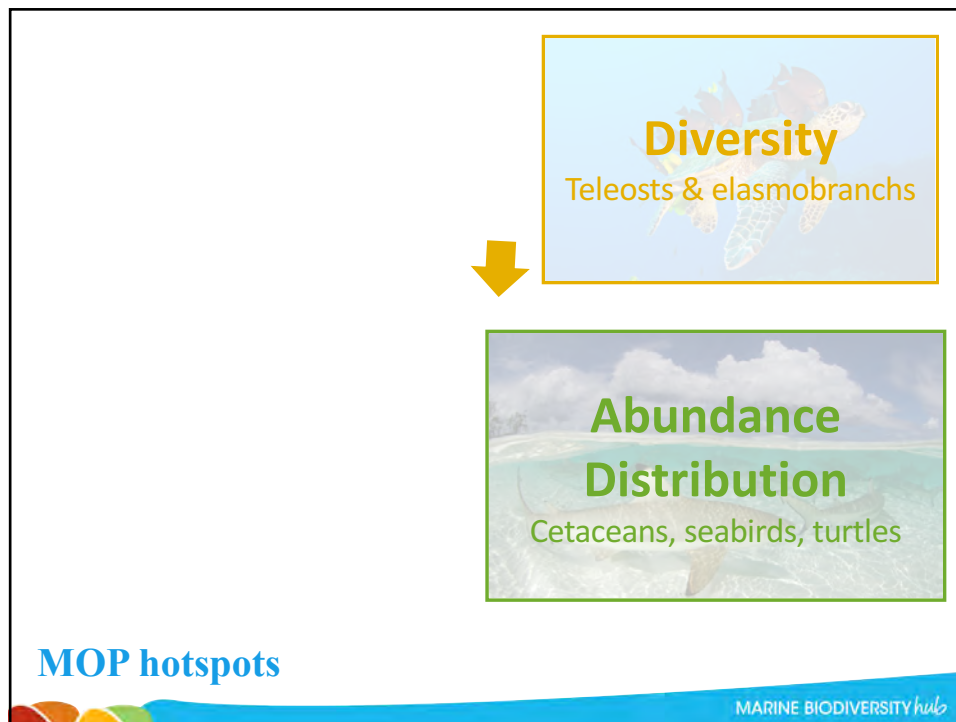 Diversity
Teleosts & elasmobranchs
Abundance
Distribution
Cetaceans, seabirds, turtles
MOP hotspots
MARINE BIODIVERSITY hub